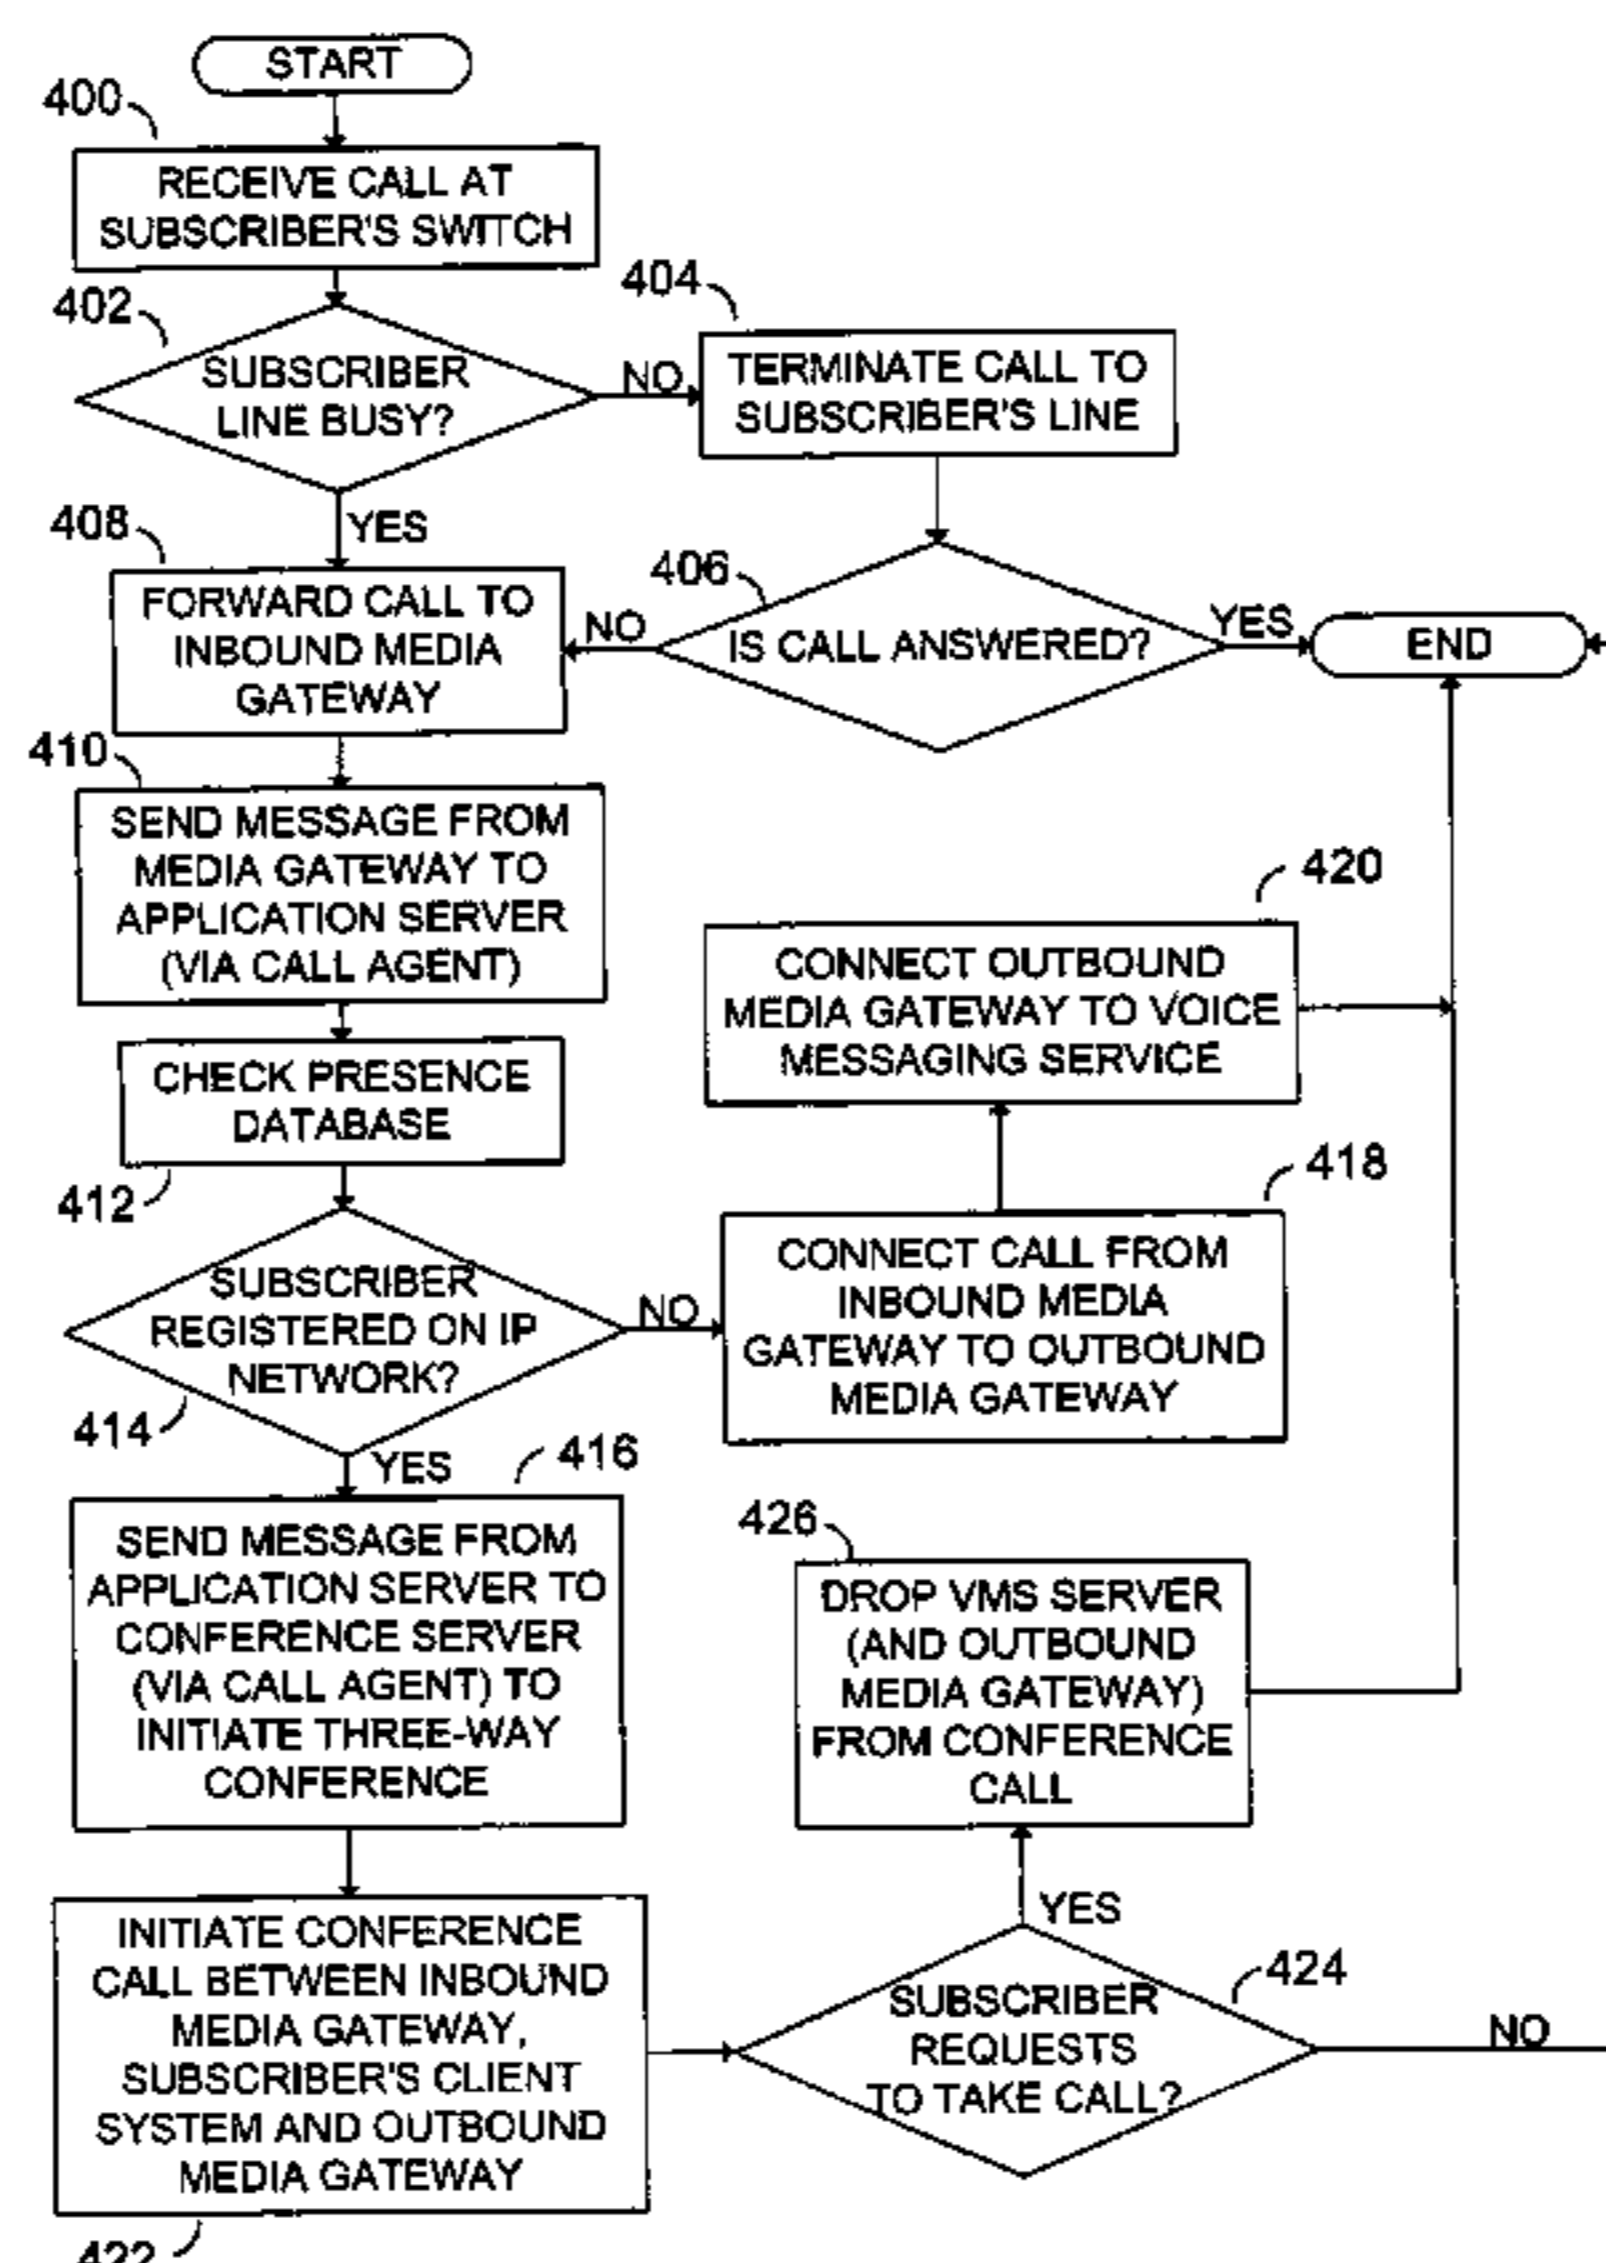 START
400
RECEIVE CALL AT
SUBSCRIBER'S SWITCH
402
SUBSCRIBER
LINE BUSY?
NO
404
TERMINATE CALL TO
SUBSCRIBER'S LINE
YES
408
FORWARD CALL TO
INBOUND MEDIA
GATEWAY
NO
406
IS CALL ANSWERED?
YES
END
410
SEND MESSAGE FROM
MEDIA GATEWAY TO
APPLICATION SERVER
(VIA CALL AGENT)
420
CONNECT OUTBOUND
MEDIA GATEWAY TO VOICE
MESSAGING SERVICE
CHECK PRESENCE
DATABASE
412
418
CONNECT CALL FROM
INBOUND MEDIA
GATEWAY TO OUTBOUND
MEDIA GATEWAY
SUBSCRIBER
REGISTERED ON IP
NETWORK?
NO
414
YES
416
SEND MESSAGE FROM
APPLICATION SERVER TO
CONFERENCE SERVER
(VIA CALL AGENT) TO
INITIATE THREE-WAY
CONFERENCE
426
DROP VMS SERVER
(AND OUTBOUND
MEDIA GATEWAY)
FROM CONFERENCE
CALL
YES
INITIATE CONFERENCE
CALL BETWEEN INBOUND
MEDIA GATEWAY,
SUBSCRIBER'S CLIENT
SYSTEM AND OUTBOUND
MEDIA GATEWAY
422
424
SUBSCRIBER
REQUESTS
TO TAKE CALL?
NO